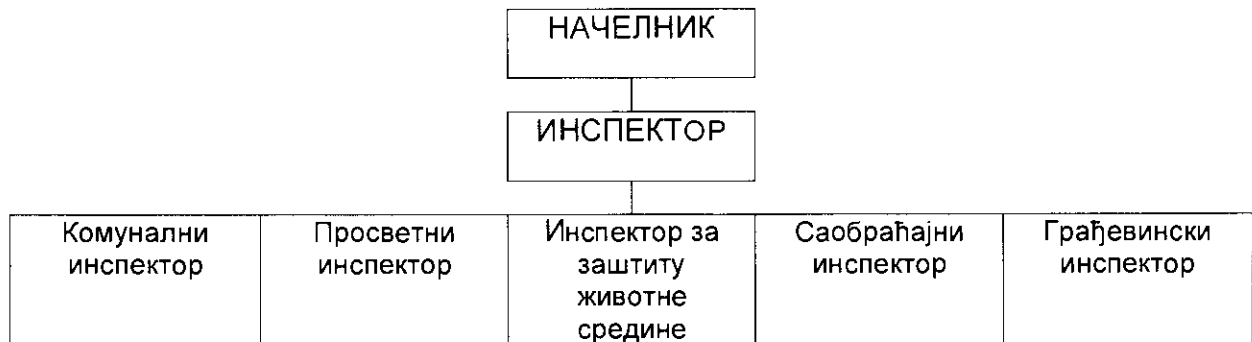 НАЧЕЛНИК
ИНСПЕКТОР
Комунални
инспектор
Просветни
инспектор
Инспектор за
заштиту
животне
средине
Саобраћајни
инспектор
Грађевински
инспектор